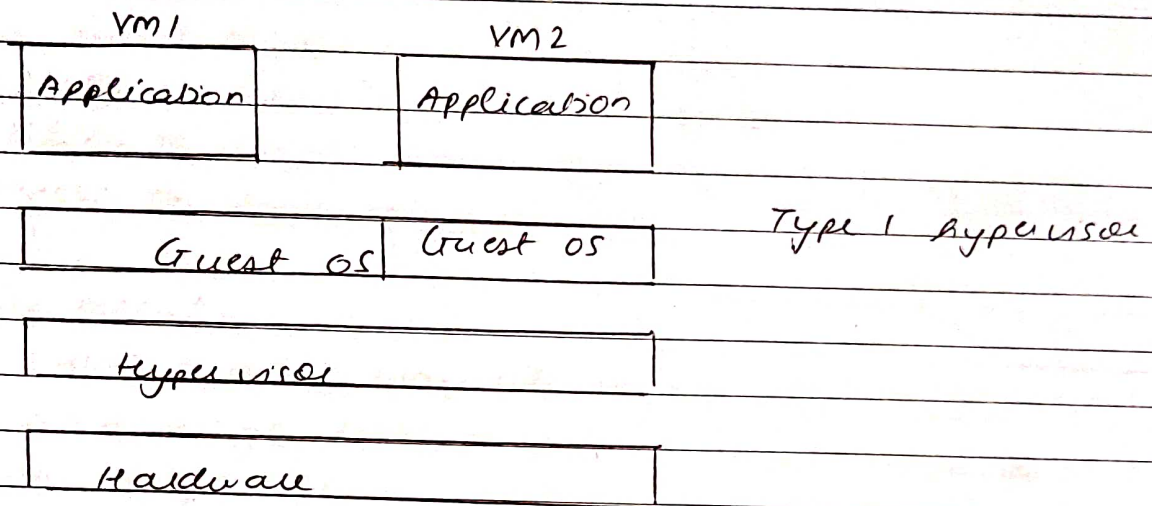 VM1 VM2
Application Application
Guest OS Guest OS Type 1 hypervisor
Hypervisor
Hardware